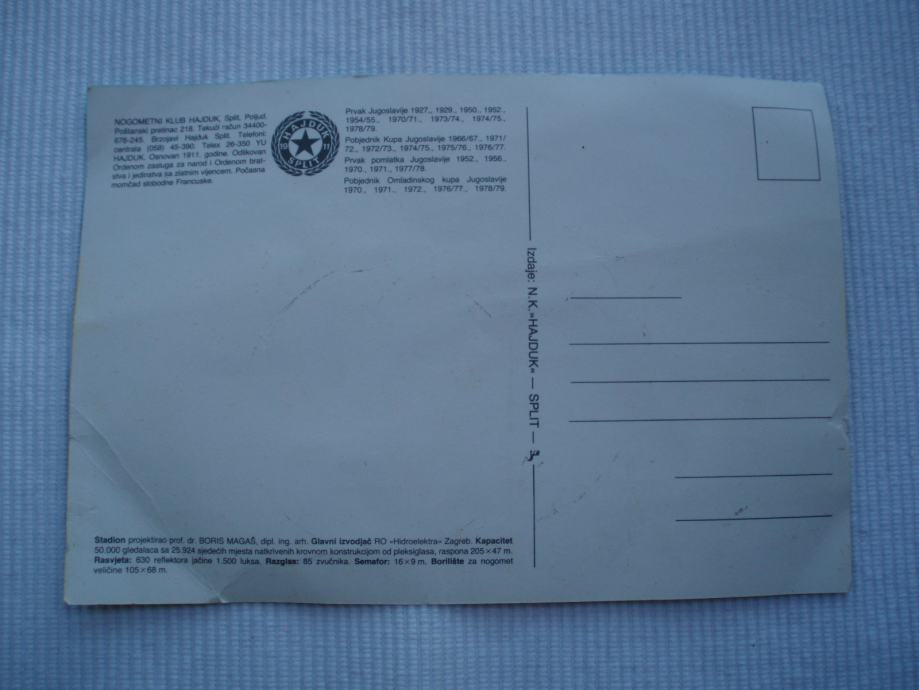 NOGOMETNI KLUB HAJDUK, Split, Poljud.
Poštanski pretinac 218. Tekući račun 34400-
678-245. Brzojavi Hajduk Split. Telefoni:
centrala (058) 45-390. Telex 26-350 YU
HAJDUK. Osnovan 1911. godine. Odlikovan
Ordenom zasluga za narod i Ordenom brat-
stva i jedinstva sa zlatnim vijencem. Počasna
momčad slobodne Francuske.
HAJDUK
19 11
SPLIT
Prvak Jugoslavije 1927., 1929., 1950., 1952.,
1954/55., 1970/71., 1973/74., 1974/75.,
1978/79.
Pobjednik Kupa Jugoslavije 1966/67., 1971/
72., 1972/73., 1974/75., 1975/76., 1976/77.
Prvak pomlatka Jugoslavije 1952., 1956.,
1970., 1971., 1977/78.
Pobjednik Omladinskog kupa Jugoslavije
1970., 1971., 1972., 1976/77., 1978/79.
Izdaje: N.K. »HAJDUK« — SPLIT —
Stadion projektirao prof. dr. BORIS MAGAŠ, dipl. ing. arh. Glavni izvodjač RO »Hidroelektra« Zagreb. Kapacitet
50.000 gledalaca sa 25.924 sjedećih mjesta natkrivenih krovnom konstrukcijom od pleksiglasa, raspona 205×47 m.
Rasvjeta: 630 reflektora jačine 1.500 luksa. Razglas: 85 zvučnika. Semafor: 16×9 m. Borilište za nogomet
veličine 105×68 m.